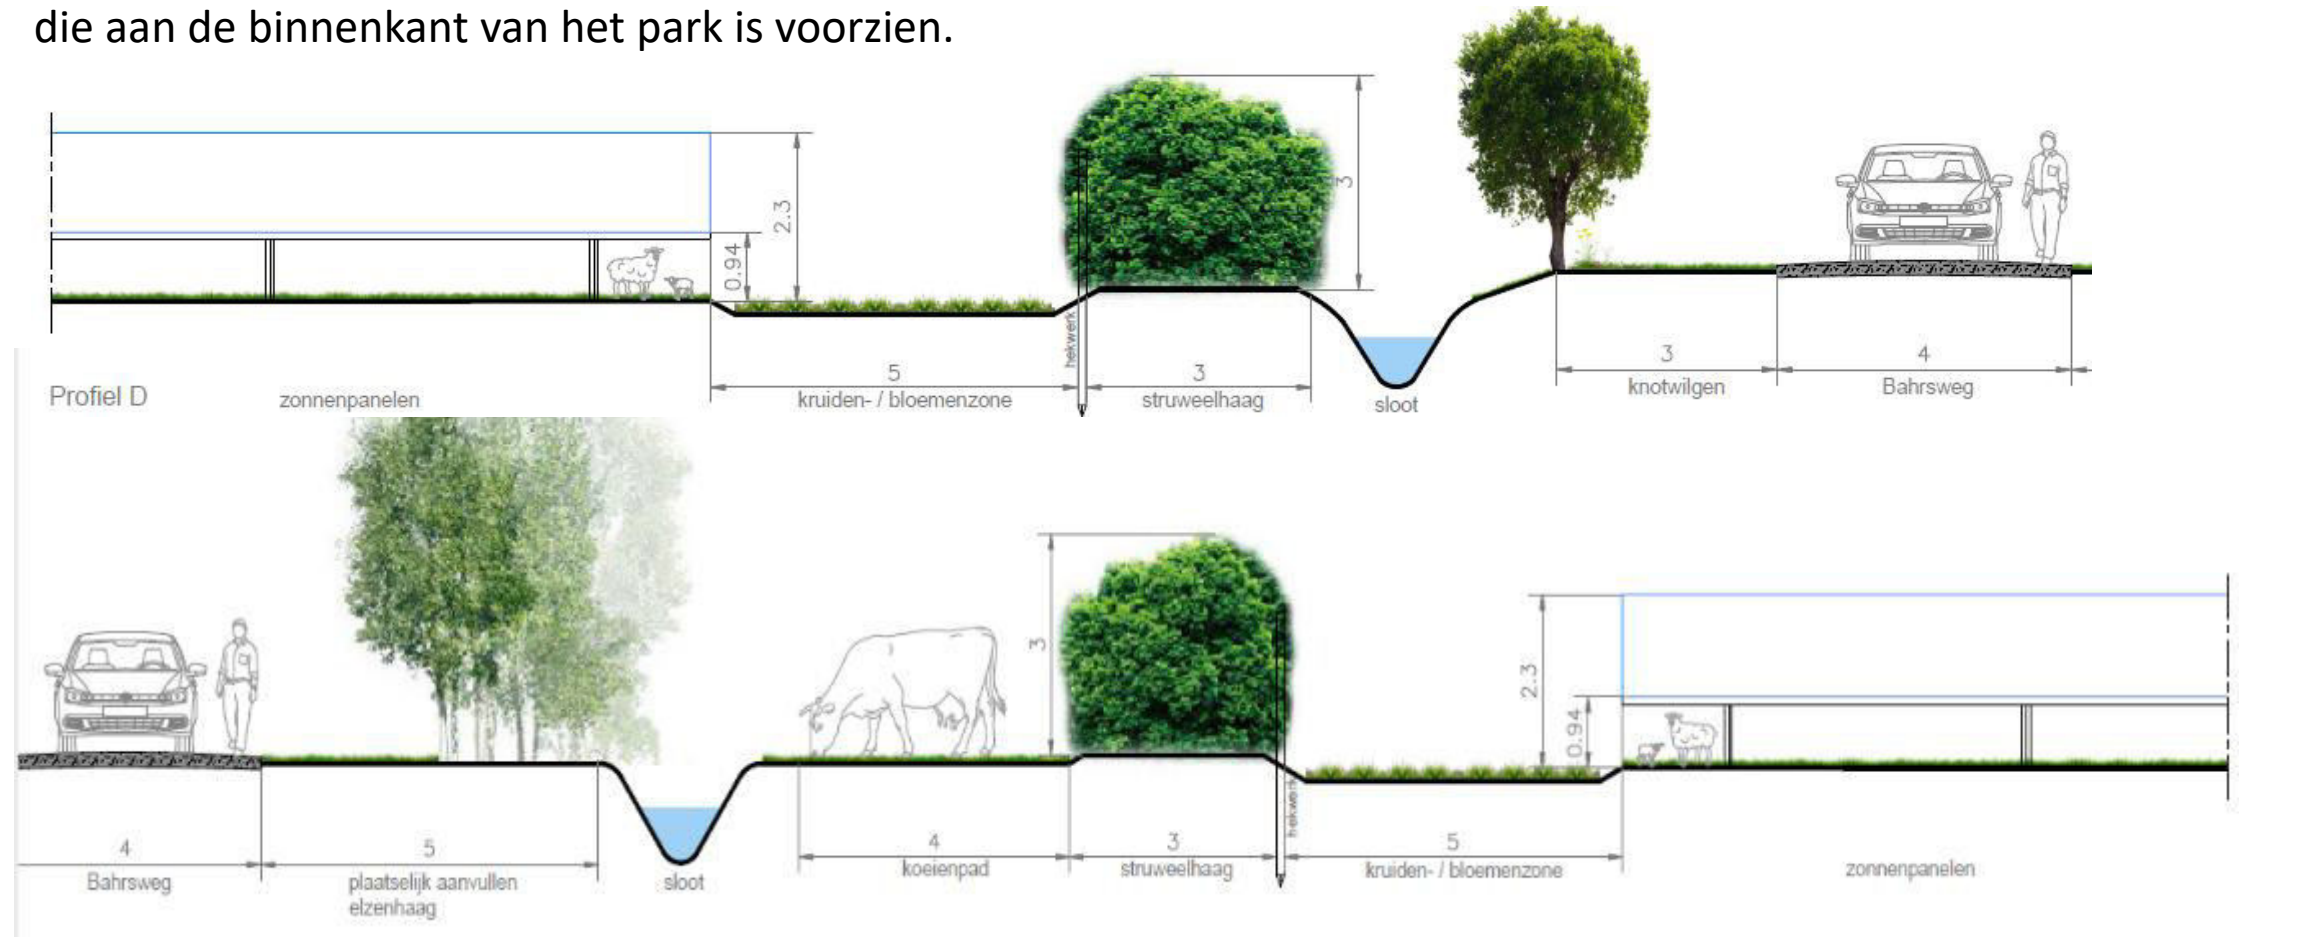 die aan de binnenkant van het park is voorzien.
2.3
0.94
3
hekwerk
5
3
3
4
Profiel D
zonnenpanelen
kruiden- / bloemenzone
struweelhaag
sloot
knotwilgen
Bahrsweg
3
2.3
0.94
hekwerk
4
5
4
3
5
Bahrsweg
plaatselijk aanvullen
elzenhaag
sloot
koeienpad
struweelhaag
kruiden- / bloemenzone
zonnenpanelen